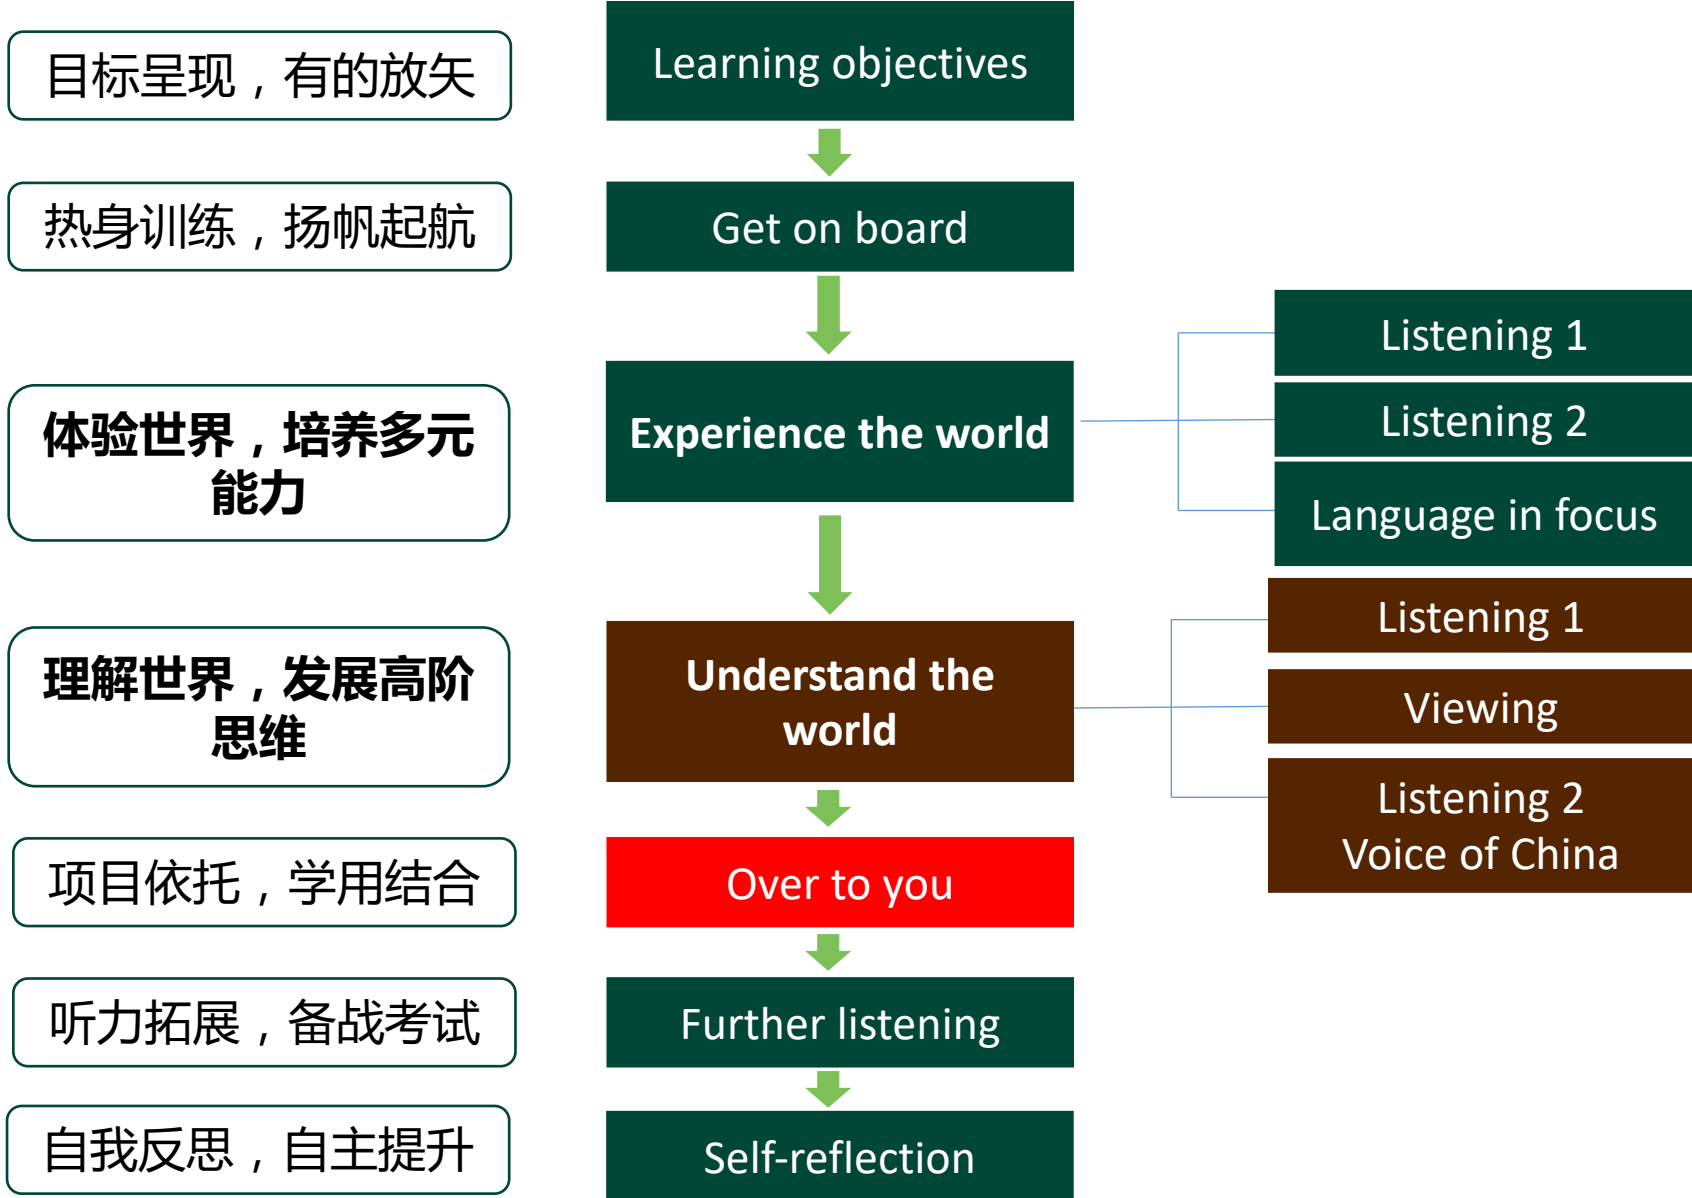 目标呈现，有的放矢
Learning objectives
热身训练，扬帆起航
Get on board
体验世界，培养多元
能力
Experience the world
Listening 1
Listening 2
Language in focus
理解世界，发展高阶
思维
Understand the
world
Listening 1
Viewing
Listening 2
Voice of China
项目依托，学用结合
Over to you
听力拓展，备战考试
Further listening
自我反思，自主提升
Self-reflection